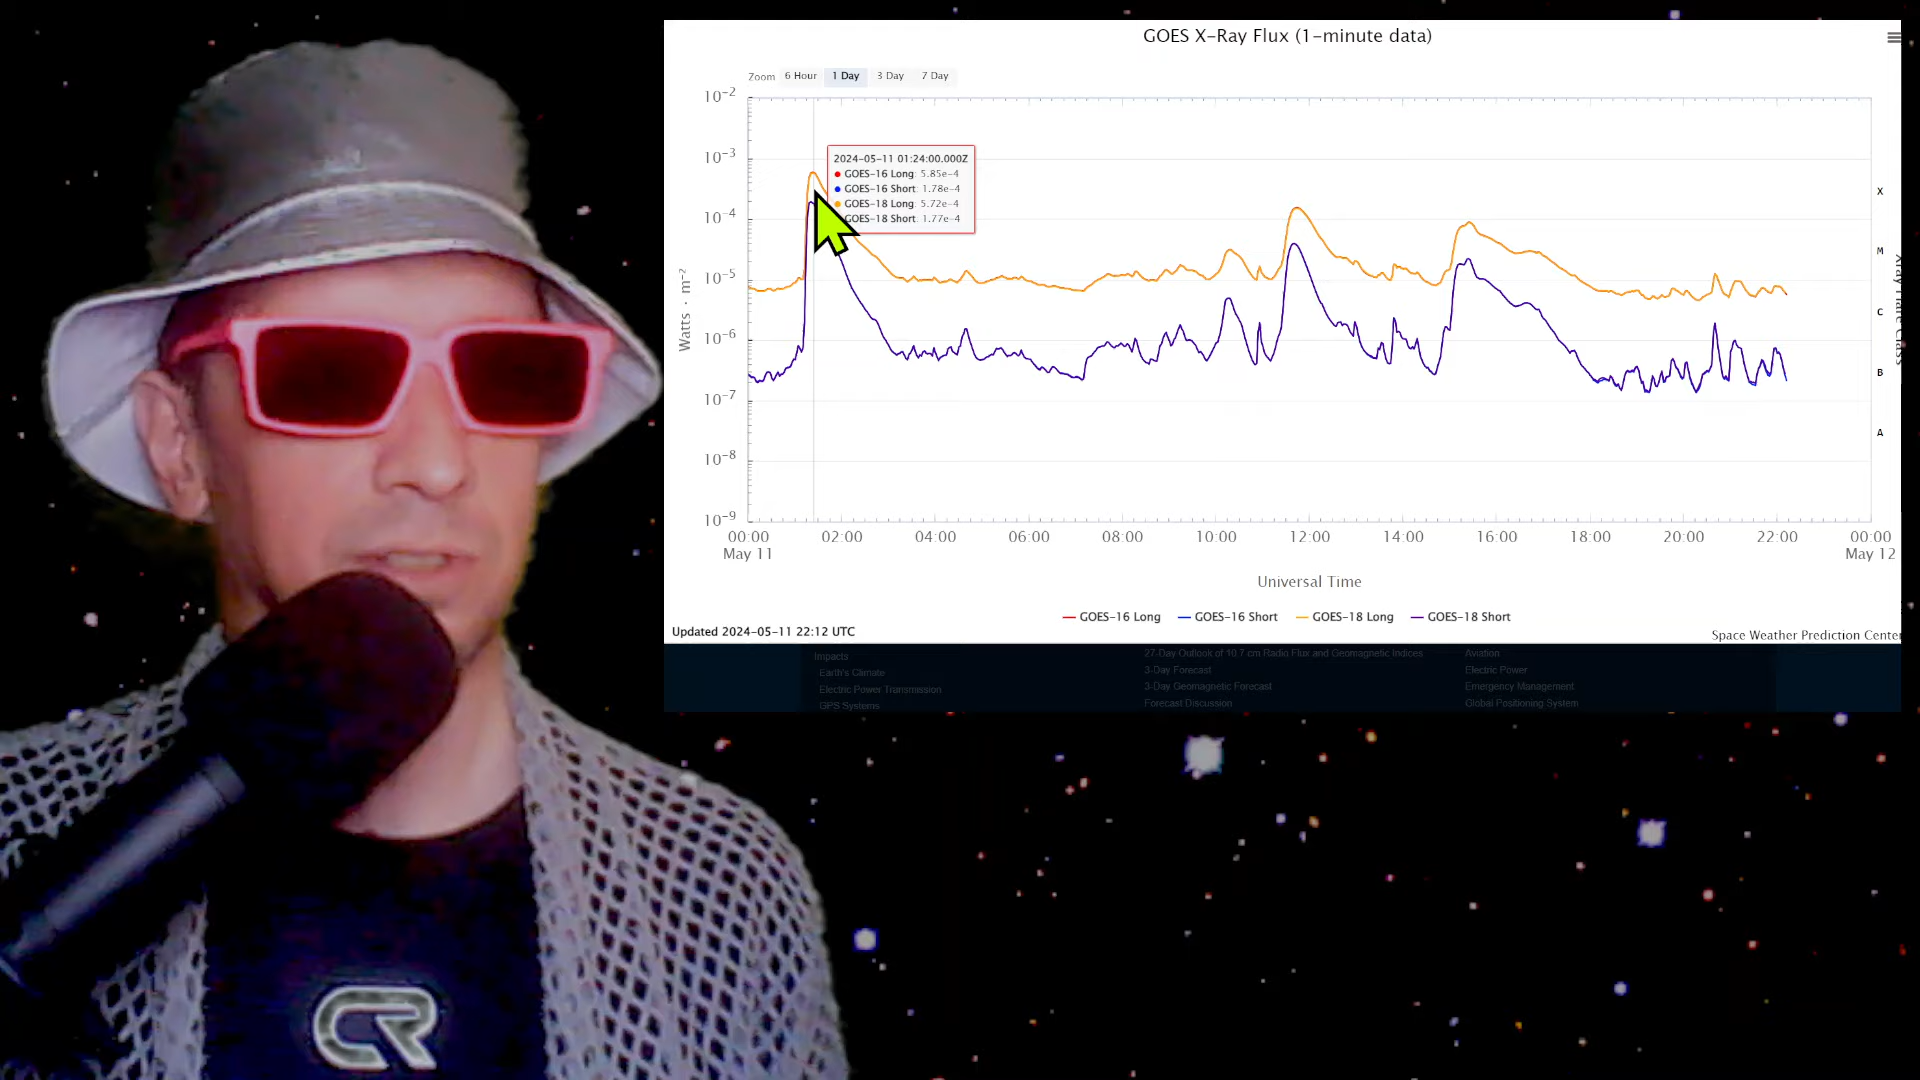 GOES X-Ray Flux (1-minute data)
Zoom 6 Hour 1 Day 3 Day 7 Day
10-2
10-3
10-4
10-5
10-6
10-7
10-8
10-9
Watts · m-2
2024-05-11 01:24:00.000Z
GOES-16 Long: 5.85e-4
GOES-16 Short: 1.78e-4
GOES-18 Long: 5.72e-4
GOES-18 Short: 1.77e-4
X
M
C
B
A
Xray Flare Class
00:00 02:00 04:00 06:00 08:00 10:00 12:00 14:00 16:00 18:00 20:00 22:00 00:00
May 11 May 12
Universal Time
GOES-16 Long GOES-16 Short GOES-18 Long GOES-18 Short
Updated 2024-05-11 22:12 UTC
Space Weather Prediction Center
Impacts
Earth's Climate
Electric Power Transmission
GPS Systems
27-Day Outlook of 10.7 cm Radio Flux and Geomagnetic Indices
3-Day Forecast
3-Day Geomagnetic Forecast
Forecast Discussion
Aviation
Electric Power
Emergency Management
Global Positioning System
CR